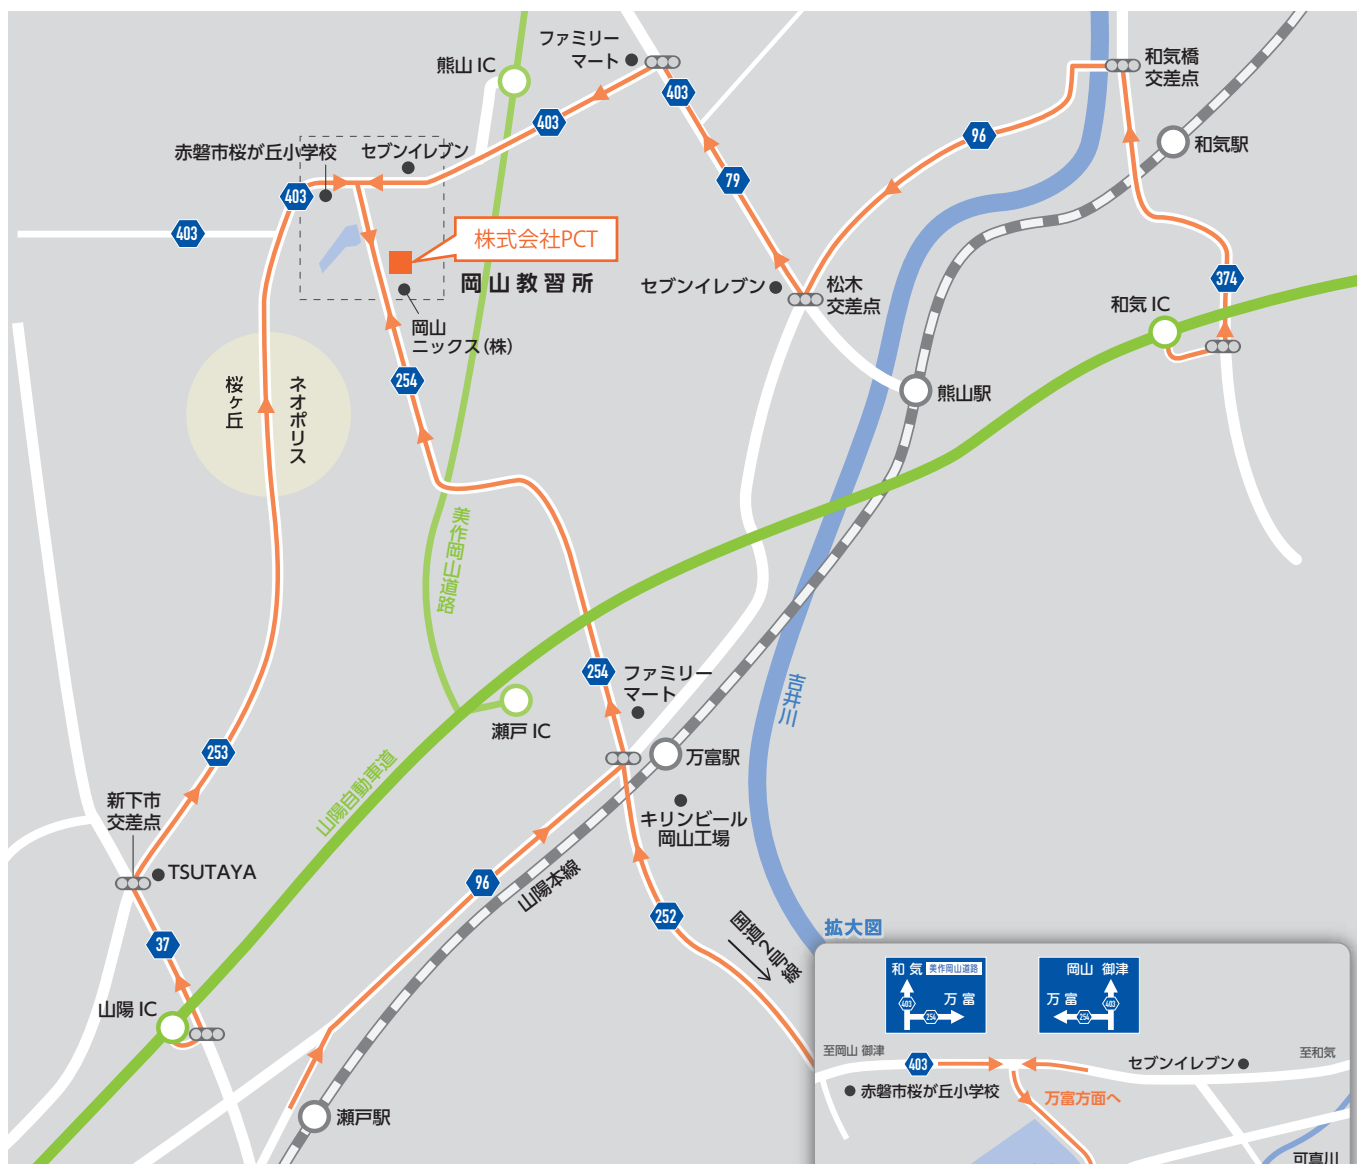 ファミリー
マート
熊山 IC
403
和気橋
交差点
403
96
和気駅
赤磐市桜が丘小学校
セブンイレブン
79
403
403
株式会社PCT
岡山教習所
セブンイレブン
松木
交差点
374
和気 IC
岡山
ニックス(株)
254
桜ヶ丘
ネオポリス
熊山駅
美作岡山道路
254
ファミリー
マート
吉井川
瀬戸 IC
253
万富駅
山陽自動車道
新下市
交差点
キリンビール
岡山工場
TSUTAYA
96
山陽本線
252
国道2号線
37
山陽 IC
瀬戸駅
拡大図
和気 美作岡山道路
403
万富
254
岡山 御津
万富
403
254
至岡山 御津
403
セブンイレブン
至和気
赤磐市桜が丘小学校
万富方面へ
可真川